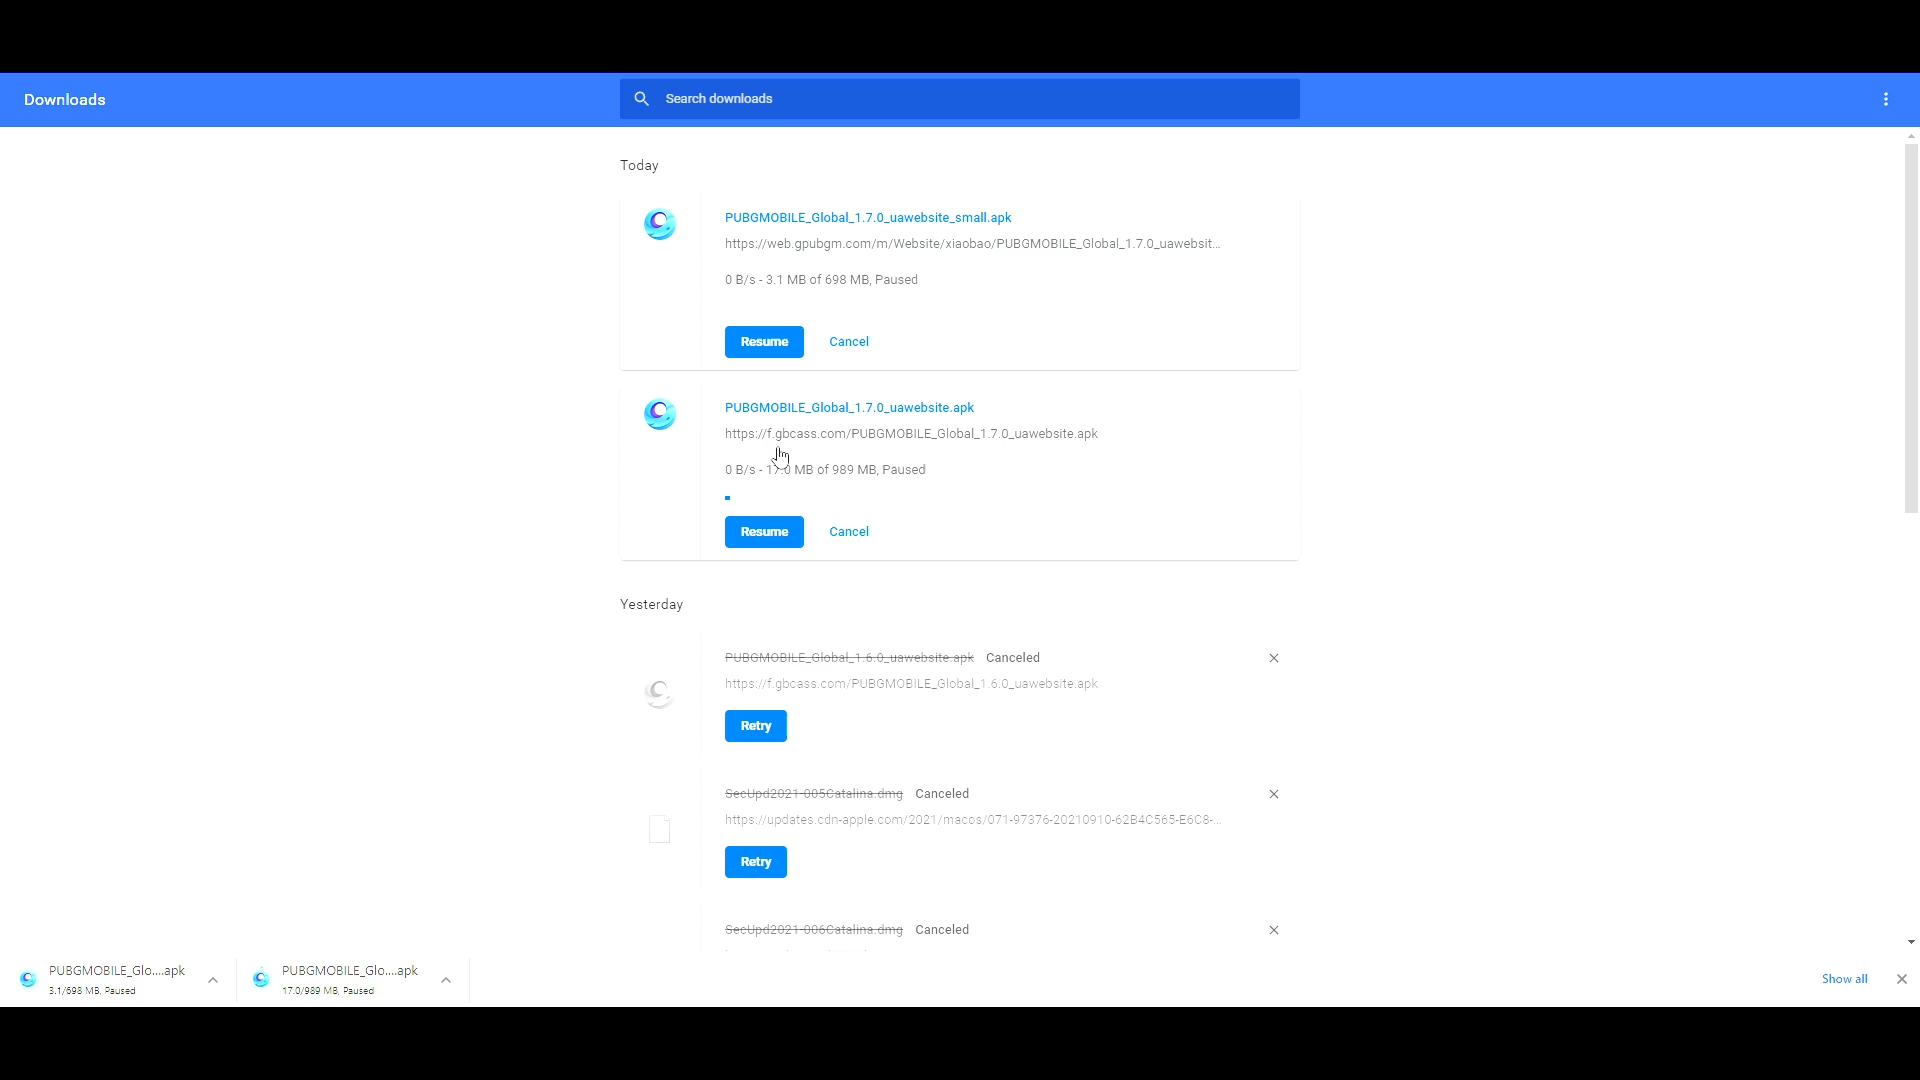 Downloads
Search downloads
Today
PUBGMOBILE_Global_1.7.0_uawebsite_small.apk
https://web.gpubgm.com/m/Website/xiaobao/PUBGMOBILE_Global_1.7.0_uawebsit...
0 B/s - 3.1 MB of 698 MB, Paused
Resume Cancel
PUBGMOBILE_Global_1.7.0_uawebsite.apk
https://f.gbcass.com/PUBGMOBILE_Global_1.7.0_uawebsite.apk
0 B/s - 17.0 MB of 989 MB, Paused
Resume Cancel
Yesterday
PUBGMOBILE_Global_1.6.0_uawebsite.apk Canceled
https://f.gbcass.com/PUBGMOBILE_Global_1.6.0_uawebsite.apk
Retry
SecUpd2021-005Catalina.dmg Canceled
https://updates.cdn-apple.com/2021/macos/071-97376-20210910-62B4C565-E6C8-...
Retry
SecUpd2021-006Catalina.dmg Canceled
PUBGMOBILE_Glo....apk
3.1/698 MB, Paused
PUBGMOBILE_Glo....apk
17.0/989 MB, Paused
Show all